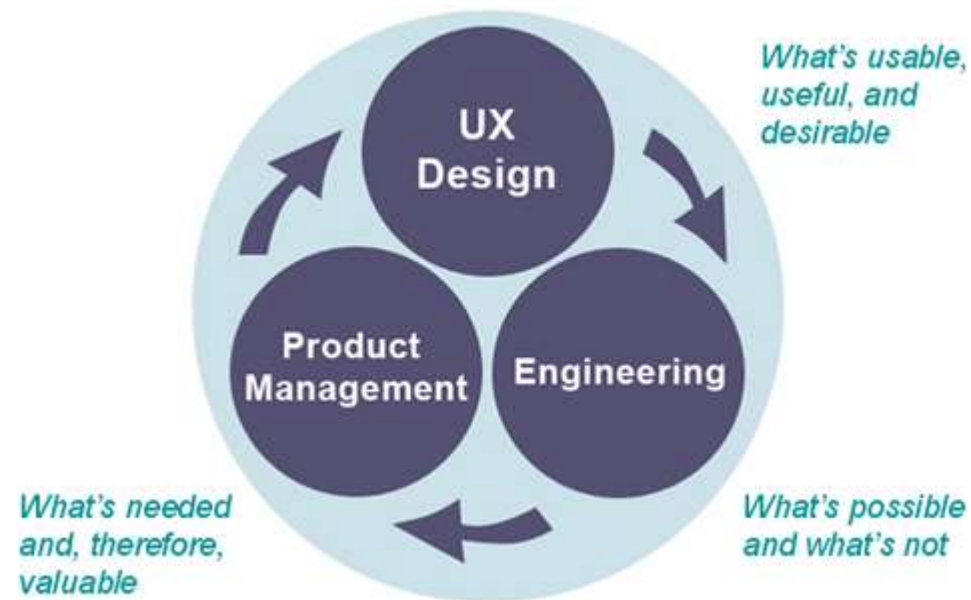 UX
Design
What's usable,
useful, and
desirable
Product
Management
Engineering
What's needed
and, therefore,
valuable
What's possible
and what's not